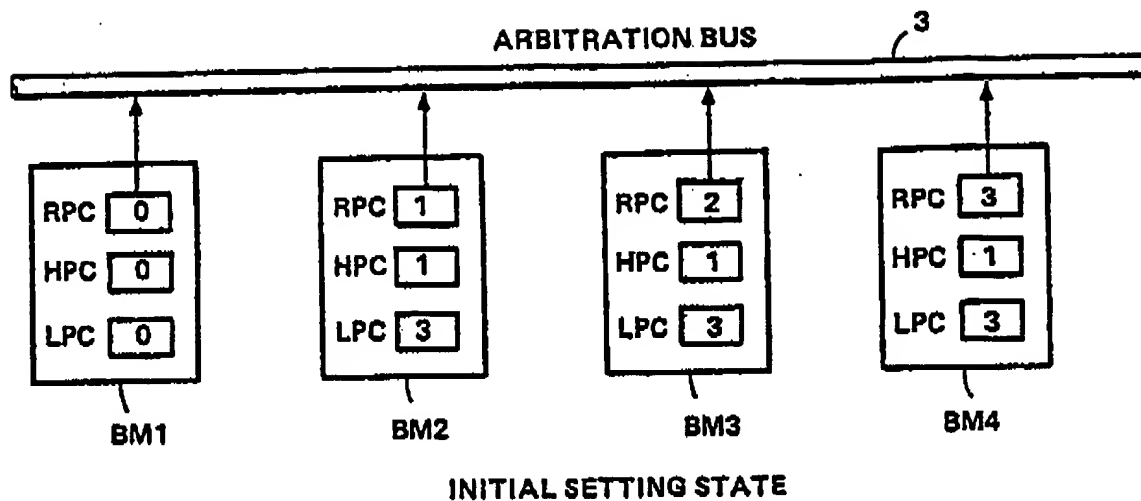 3
ARBITRATION BUS
RPC 0 RPC 1 RPC 2 RPC 3
HPC 0 HPC 1 HPC 1 HPC 1
LPC 0 LPC 3 LPC 3 LPC 3
BM1 BM2 BM3 BM4
INITIAL SETTING STATE